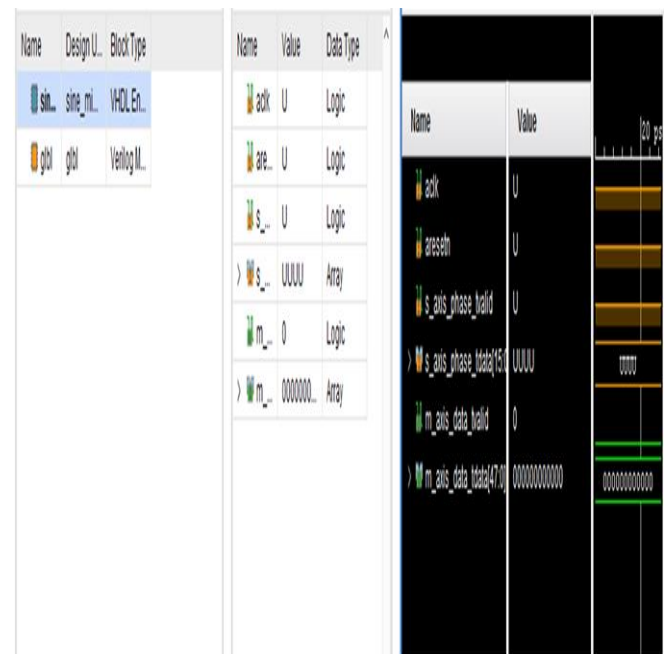 Name Design U... Block Type
sin... sine_mi... VHDL En...
glbl glbl Verilog M...
Name Value Data Type
aclk U Logic
are... U Logic
s_... U Logic
s_... UUUU Array
m_... 0 Logic
m_... 0000000... Array
Name Value
20 ps
aclk U
aresetn U
s_axis_phase_tvalid U
s_axis_phase_tdata[15:0 UUUU UUUU
m_axis_data_tvalid 0
m_axis_data_tdata[47:0] 000000000000 000000000000